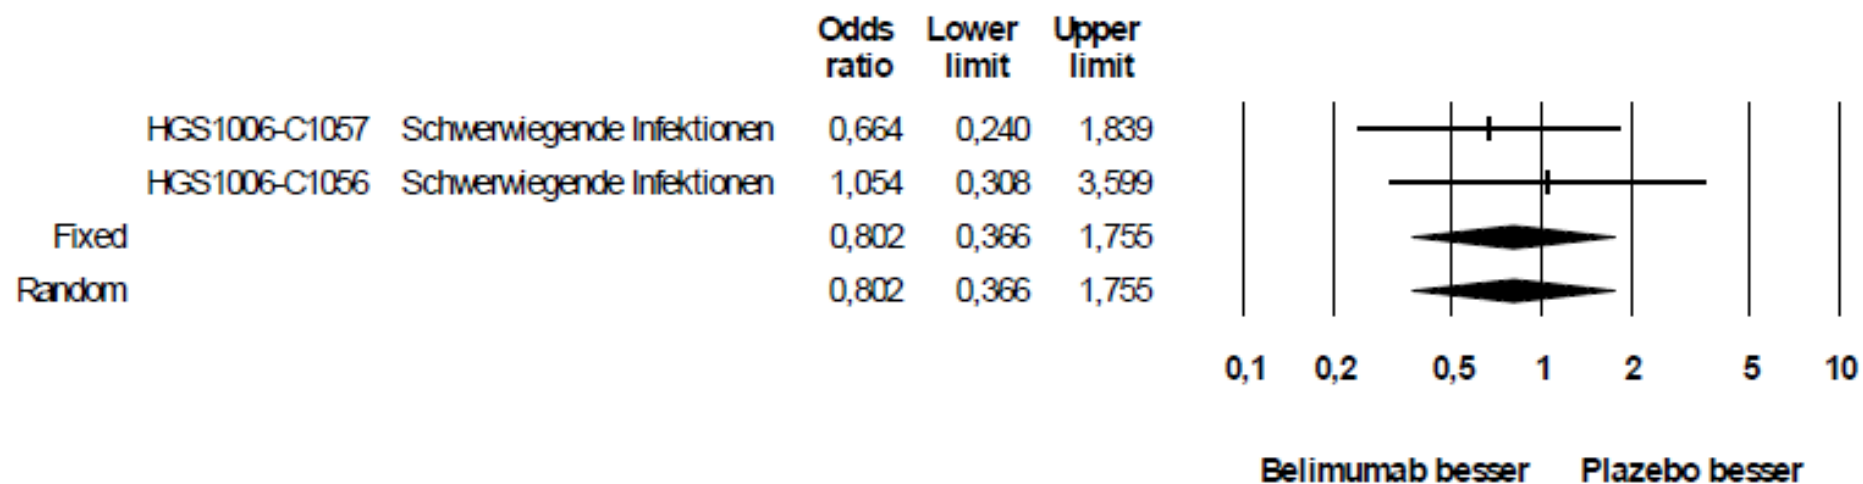 Odds Lower Upper
ratio limit limit
HGS1006-C1057 Schwerwiegende Infektionen 0,664 0,240 1,839
HGS1006-C1056 Schwerwiegende Infektionen 1,054 0,308 3,599
Fixed 0,802 0,366 1,755
Random 0,802 0,366 1,755
0,1 0,2 0,5 1 2 5 10
Belimumab besser Plazebo besser